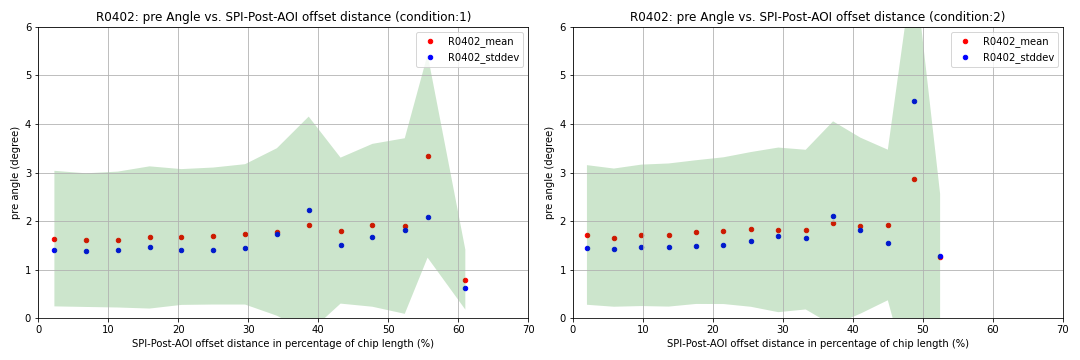 R0402: pre Angle vs. SPI-Post-AOI offset distance (condition:1)
R0402_mean
R0402_stddev
pre angle (degree)
6
5
4
3
2
1
0
0 10 20 30 40 50 60 70
SPI-Post-AOI offset distance in percentage of chip length (%)
R0402: pre Angle vs. SPI-Post-AOI offset distance (condition:2)
R0402_mean
R0402_stddev
pre angle (degree)
6
5
4
3
2
1
0
0 10 20 30 40 50 60 70
SPI-Post-AOI offset distance in percentage of chip length (%)